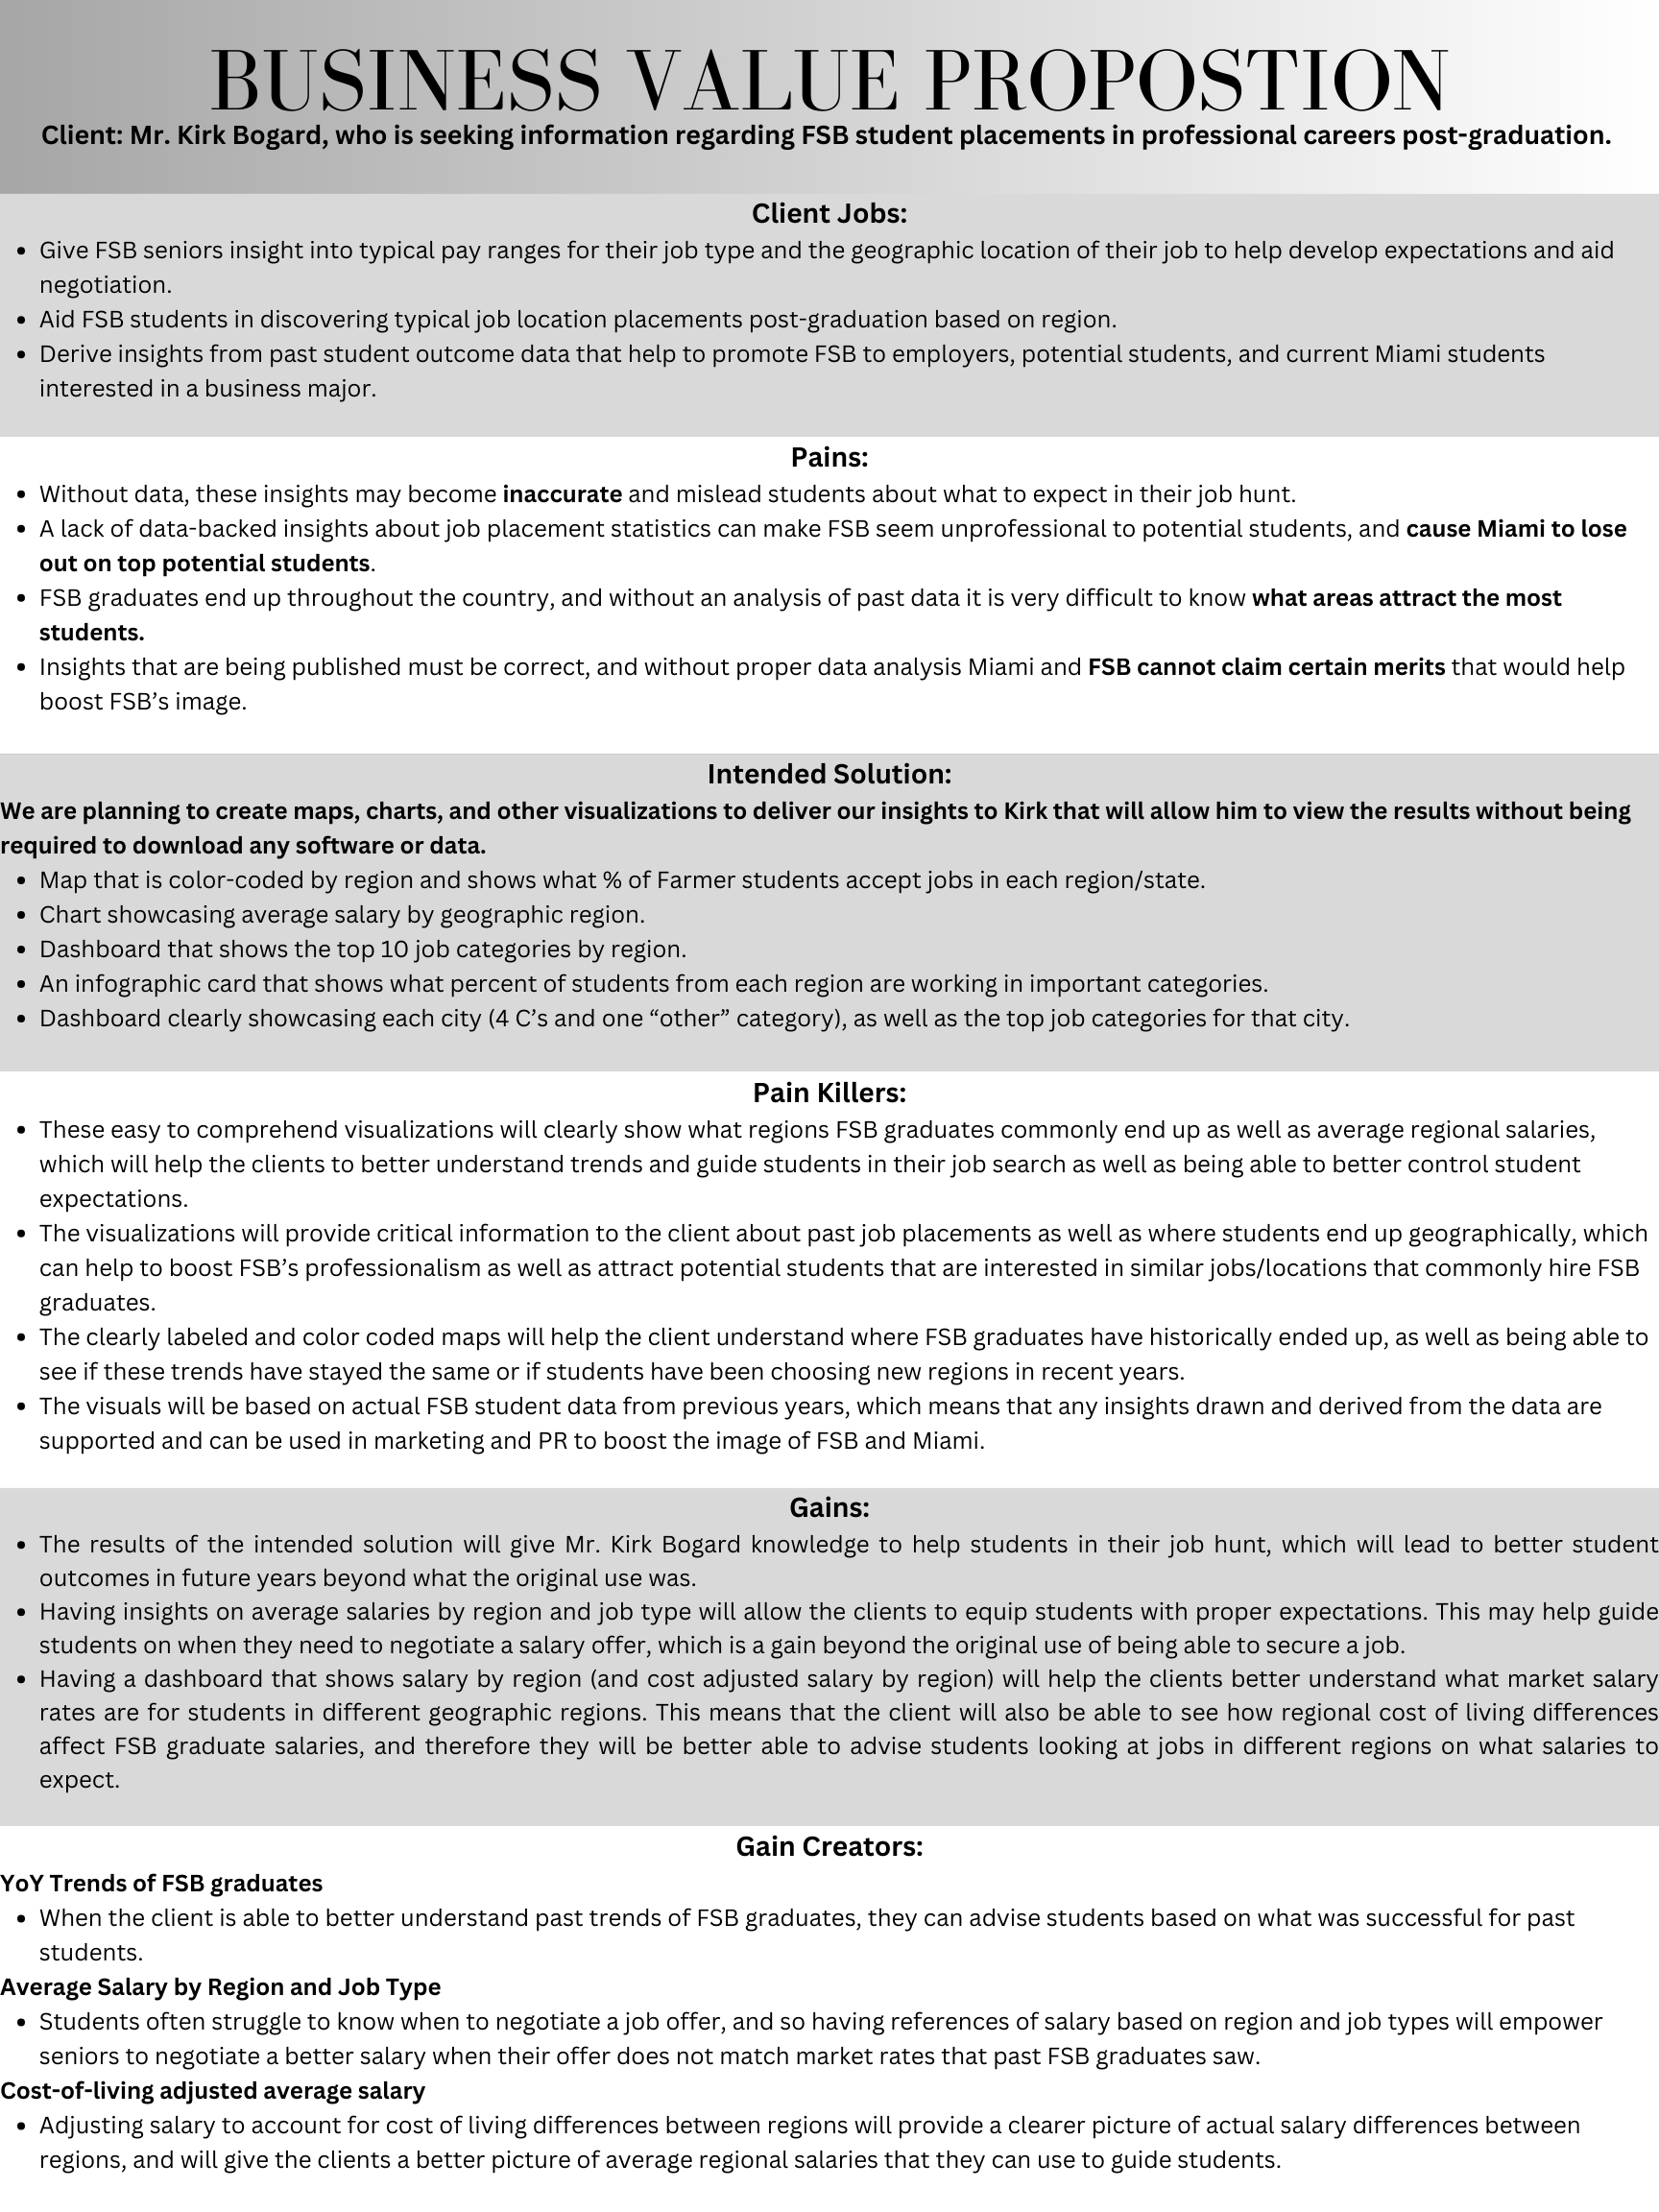 BUSINESS VALUE PROPOSTION
Client: Mr. Kirk Bogard, who is seeking information regarding FSB student placements in professional careers post-graduation.
Client Jobs:
• Give FSB seniors insight into typical pay ranges for their job type and the geographic location of their job to help develop expectations and aid
negotiation.
• Aid FSB students in discovering typical job location placements post-graduation based on region.
• Derive insights from past student outcome data that help to promote FSB to employers, potential students, and current Miami students
interested in a business major.
Pains:
• Without data, these insights may become inaccurate and mislead students about what to expect in their job hunt.
• A lack of data-backed insights about job placement statistics can make FSB seem unprofessional to potential students, and cause Miami to lose
out on top potential students.
• FSB graduates end up throughout the country, and without an analysis of past data it is very difficult to know what areas attract the most
students.
• Insights that are being published must be correct, and without proper data analysis Miami and FSB cannot claim certain merits that would help
boost FSB’s image.
Intended Solution:
We are planning to create maps, charts, and other visualizations to deliver our insights to Kirk that will allow him to view the results without being
required to download any software or data.
• Map that is color-coded by region and shows what % of Farmer students accept jobs in each region/state.
• Chart showcasing average salary by geographic region.
• Dashboard that shows the top 10 job categories by region.
• An infographic card that shows what percent of students from each region are working in important categories.
• Dashboard clearly showcasing each city (4 C’s and one “other” category), as well as the top job categories for that city.
Pain Killers:
• These easy to comprehend visualizations will clearly show what regions FSB graduates commonly end up as well as average regional salaries,
which will help the clients to better understand trends and guide students in their job search as well as being able to better control student
expectations.
• The visualizations will provide critical information to the client about past job placements as well as where students end up geographically, which
can help to boost FSB’s professionalism as well as attract potential students that are interested in similar jobs/locations that commonly hire FSB
graduates.
• The clearly labeled and color coded maps will help the client understand where FSB graduates have historically ended up, as well as being able to
see if these trends have stayed the same or if students have been choosing new regions in recent years.
• The visuals will be based on actual FSB student data from previous years, which means that any insights drawn and derived from the data are
supported and can be used in marketing and PR to boost the image of FSB and Miami.
Gains:
• The results of the intended solution will give Mr. Kirk Bogard knowledge to help students in their job hunt, which will lead to better student
outcomes in future years beyond what the original use was.
• Having insights on average salaries by region and job type will allow the clients to equip students with proper expectations. This may help guide
students on when they need to negotiate a salary offer, which is a gain beyond the original use of being able to secure a job.
• Having a dashboard that shows salary by region (and cost adjusted salary by region) will help the clients better understand what market salary
rates are for students in different geographic regions. This means that the client will also be able to see how regional cost of living differences
affect FSB graduate salaries, and therefore they will be better able to advise students looking at jobs in different regions on what salaries to
expect.
Gain Creators:
YoY Trends of FSB graduates
• When the client is able to better understand past trends of FSB graduates, they can advise students based on what was successful for past
students.
Average Salary by Region and Job Type
• Students often struggle to know when to negotiate a job offer, and so having references of salary based on region and job types will empower
seniors to negotiate a better salary when their offer does not match market rates that past FSB graduates saw.
Cost-of-living adjusted average salary
• Adjusting salary to account for cost of living differences between regions will provide a clearer picture of actual salary differences between
regions, and will give the clients a better picture of average regional salaries that they can use to guide students.